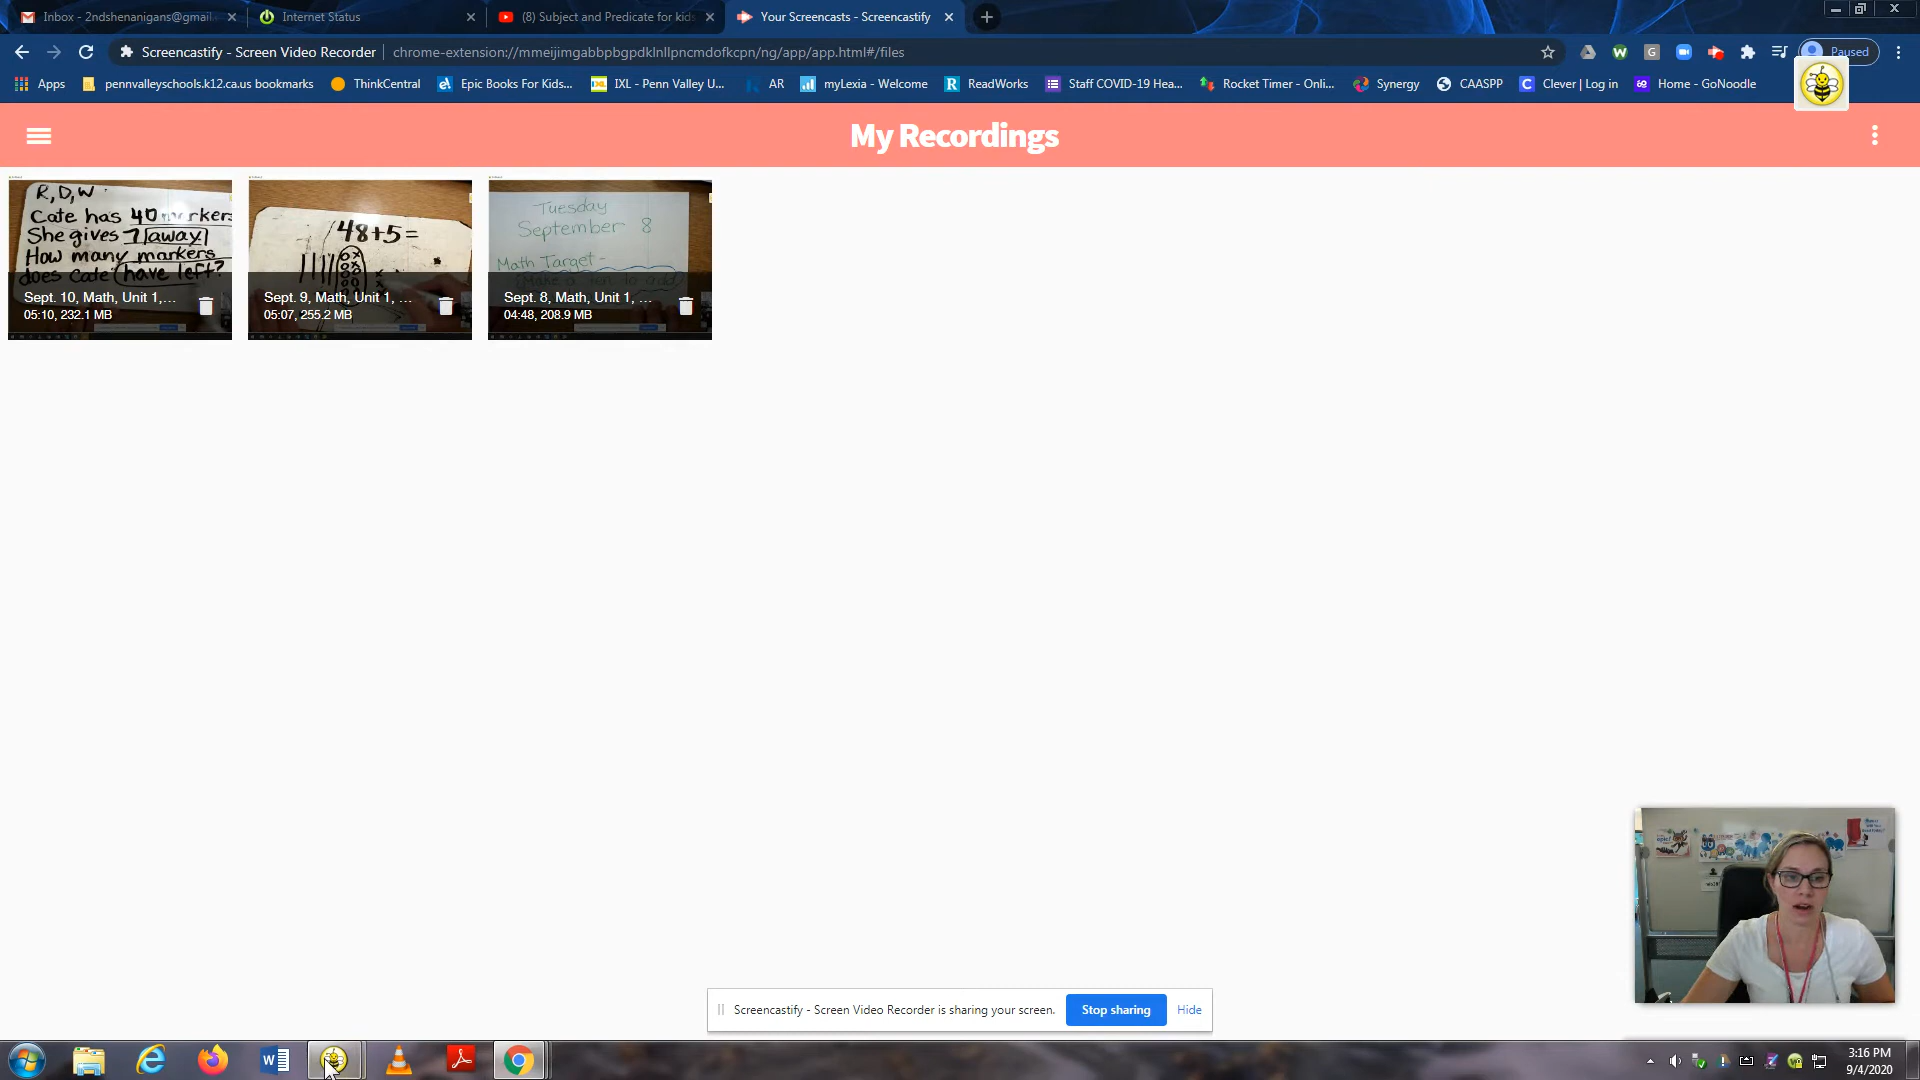 Inbox - 2ndshenanigans@gmail.
Internet Status
(8) Subject and Predicate for kids
Your Screencasts - Screencastify
Screencastify - Screen Video Recorder
chrome-extension://mmeijimgabbpbgpdklnllpncmdofkcpn/ng/app/app.html#/files
Paused
Apps
pennvalleyschools.k12.ca.us bookmarks
ThinkCentral
Epic Books For Kids...
IXL - Penn Valley U...
AR
myLexia - Welcome
ReadWorks
Staff COVID-19 Hea...
Rocket Timer - Onli...
Synergy
CAASPP
Clever | Log in
Home - GoNoodle
My Recordings
R, D, W
Cate has 40 markers
She gives 7 away
How many markers
does Cate have left?
Sept. 10, Math, Unit 1,...
05:10, 232.1 MB
48+5=
Sept. 9, Math, Unit 1, ...
05:07, 255.2 MB
Tuesday
September 8
Math Target -
Make a ten to add
Sept. 8, Math, Unit 1, ...
04:48, 208.9 MB
Screencastify - Screen Video Recorder is sharing your screen.
Stop sharing
Hide
3:16 PM
9/4/2020